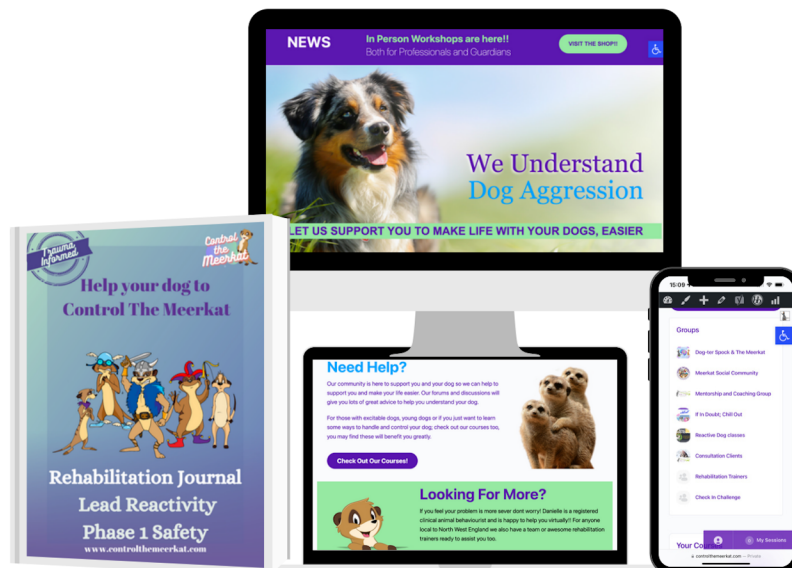 NEWS
In Person Workshops are here!!
Both for Professionals and Guardians
VISIT THE SHOP!!
We Understand
Dog Aggression
LET US SUPPORT YOU TO MAKE LIFE WITH YOUR DOGS, EASIER
Trauma
Informed
Control
the
Meerkat
Help your dog to
Control The Meerkat
Rehabilitation Journal
Lead Reactivity
Phase 1 Safety
www.controlthemeerkat.com
Need Help?
Our community is here to support you and your dog so we can help to
support you and make your life easier. Our forums and discussions will
give you lots of great advice to help you understand your dog.
For those with excitable dogs, young dogs or if you just want to learn
some ways to handle and control your dog; check out our courses too,
you may find these will benefit you greatly.
Check Out Our Courses!
Looking For More?
If you feel your problem is more sever dont worry! Danielle is a registered
clinical animal behaviourist and is happy to help you virtually!! For anyone
local to North West England we also have a team or awesome rehabilitation
trainers ready to assist you too.
15:09
Groups
Dog-ter Spock & The Meerkat
Meerkat Social Community
Mentorship and Coaching Group
If In Doubt; Chill Out
Reactive Dog classes
Consultation Clients
Rehabilitation Trainers
Check In Challenge
Your Cou
My Sessions
controlthemeerkat.com — Private